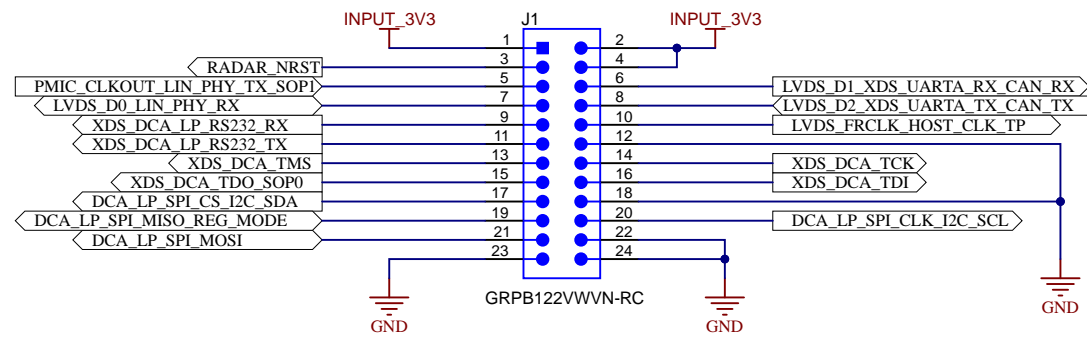 INPUT_3V3 J1 INPUT_3V3
1 2
RADAR_NRST 3 4
PMIC_CLKOUT_LIN_PHY_TX_SOP1 5 6 LVDS_D1_XDS_UARTA_RX_CAN_RX
LVDS_D0_LIN_PHY_RX 7 8 LVDS_D2_XDS_UARTA_TX_CAN_TX
XDS_DCA_LP_RS232_RX 9 10 LVDS_FRCLK_HOST_CLK_TP
XDS_DCA_LP_RS232_TX 11 12
XDS_DCA_TMS 13 14 XDS_DCA_TCK
XDS_DCA_TDO_SOP0 15 16 XDS_DCA_TDI
DCA_LP_SPI_CS_I2C_SDA 17 18
DCA_LP_SPI_MISO_REG_MODE 19 20 DCA_LP_SPI_CLK_I2C_SCL
DCA_LP_SPI_MOSI 21 22
23 24
GRPB122VWVN-RC
GND GND GND